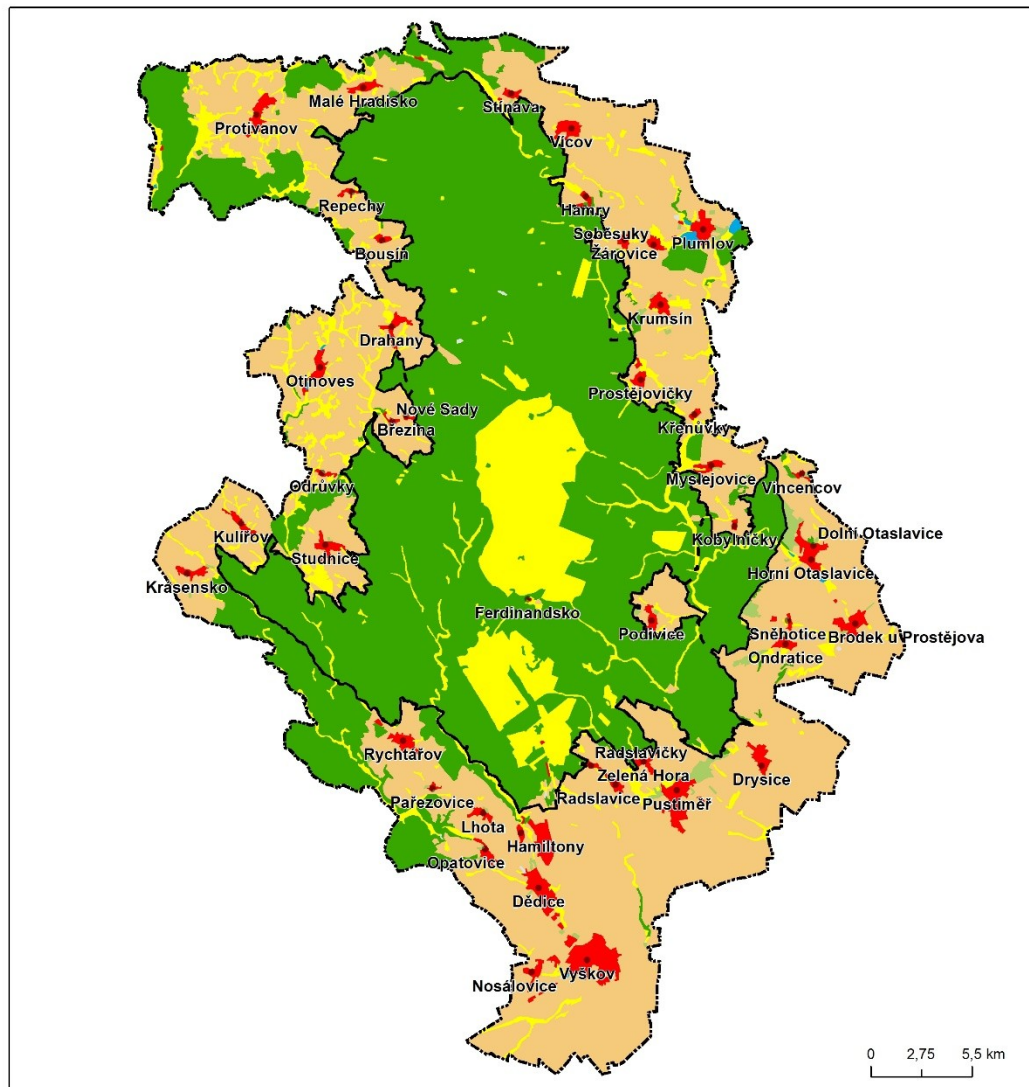 Stínava
Malé Hradisko
Protivanov
Vícov
Repechy
Hamry
Soběsuky
Plumlov
Žárovice
Bousín
Krumsín
Drahany
Otinoves
Prostějovičky
Nové Sady
Březina
Křenůvky
Myslejovice
Odrůvky
Vincencov
Kulířov
Kobylničky
Dolní Otaslavice
Studnice
Horní Otaslavice
Krásensko
Ferdinandsko
Podivice
Sněhotice
Brodek u Prostějova
Ondratice
Rychtářov
Radslavičky
Zelená Hora
Drysice
Pařezovice
Radslavice
Pustiměř
Lhota
Hamiltony
Opatovice
Dědice
Vyškov
Nosálovice
0 2,75 5,5 km